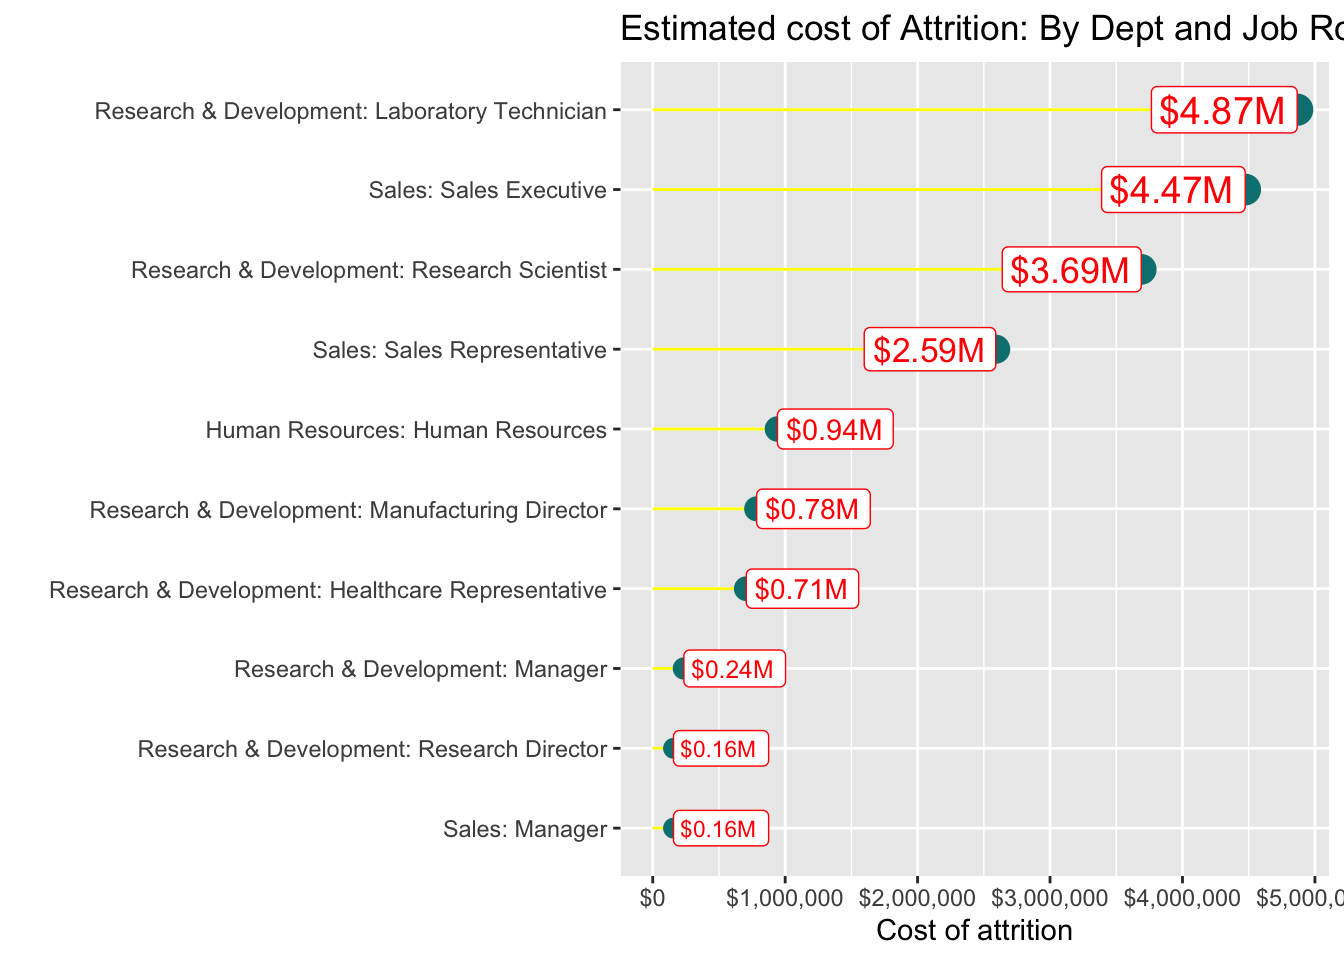 Estimated cost of Attrition: By Dept and Job
Research & Development: Laboratory Technician
$4.87M
Sales: Sales Executive
$4.47M
Research & Development: Research Scientist
$3.69M
Sales: Sales Representative
$2.59M
Human Resources: Human Resources
$0.94M
Research & Development: Manufacturing Director
$0.78M
Research & Development: Healthcare Representative
$0.71M
Research & Development: Manager
$0.24M
Research & Development: Research Director
$0.16M
Sales: Manager
$0.16M
$0 $1,000,000 $2,000,000 $3,000,000 $4,000,000
Cost of attrition